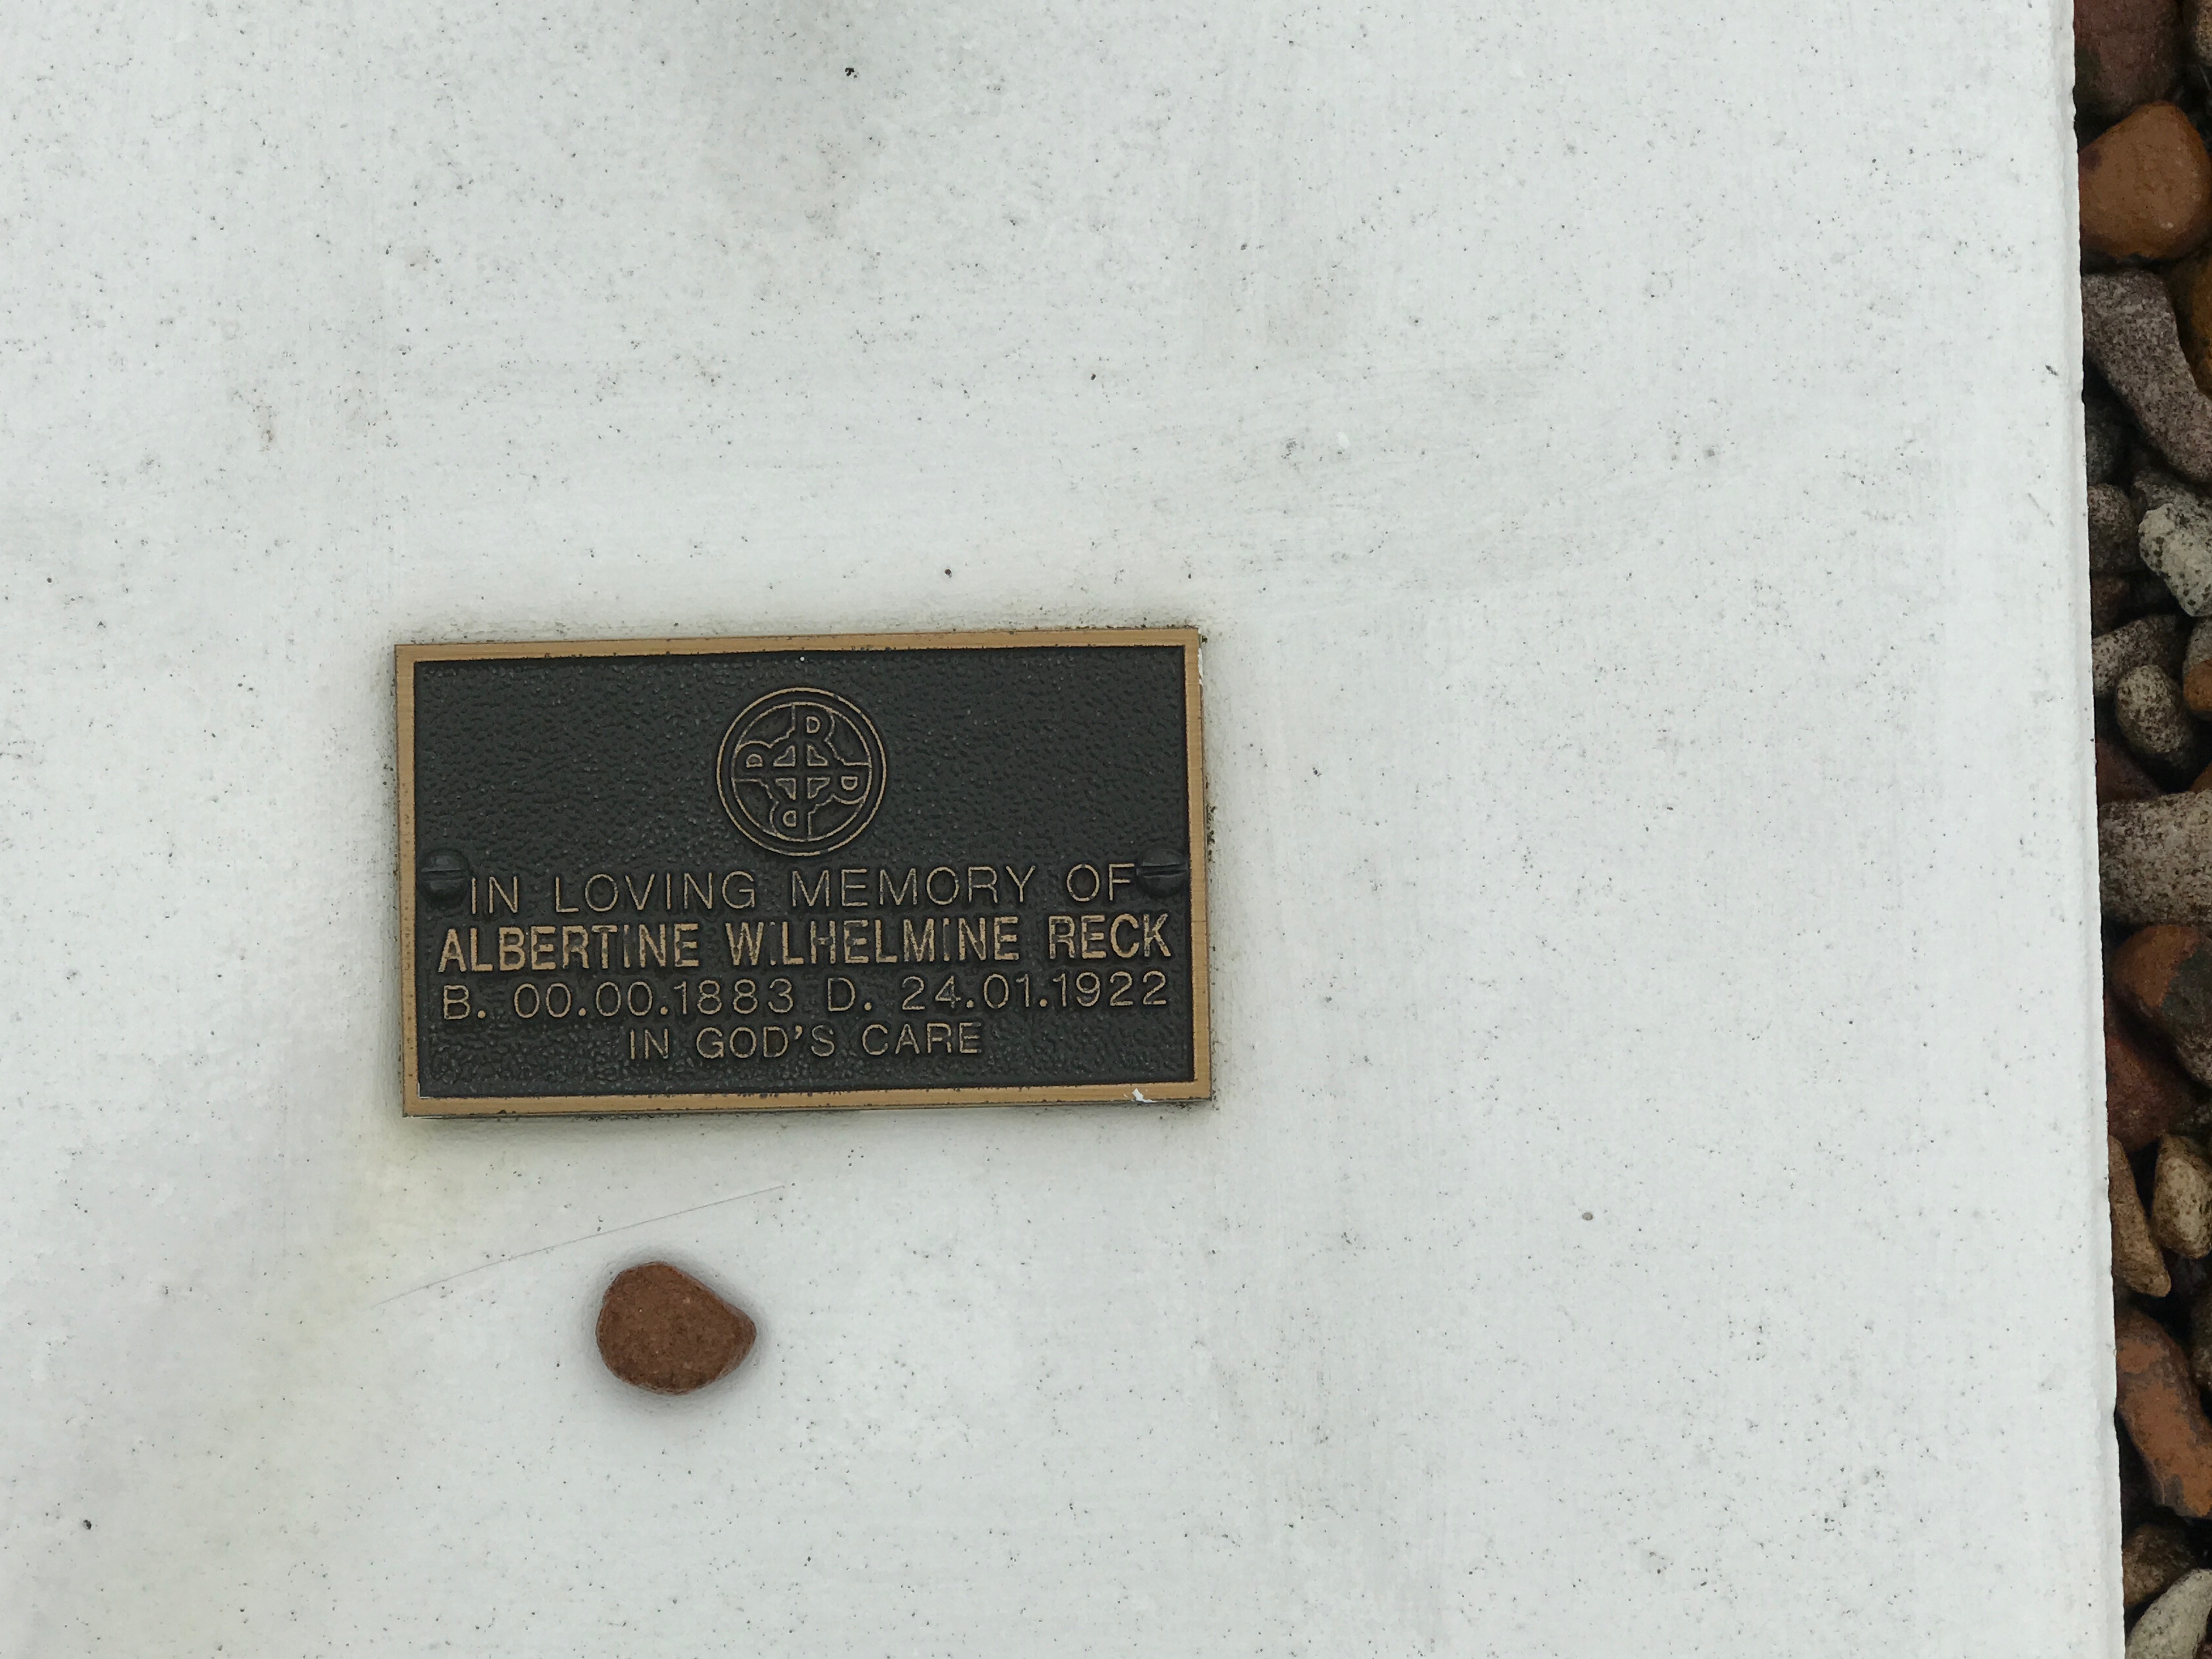 IN LOVING MEMORY OF
ALBERTINE WILHELMINE RECK
B. 00.00.1883 D. 24.01.1922
IN GOD'S CARE